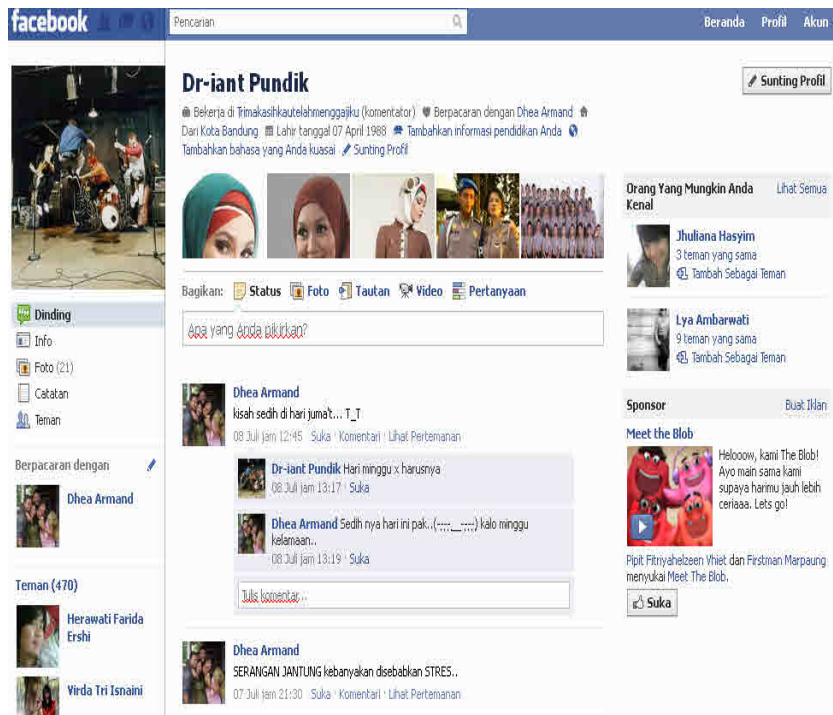 facebook
Pencarian
Beranda Profil Akun
Dr-iant Pundik
Sunting Profil
Bekerja di Trimakasihkautelahmenggajiku (komentator) Berpacaran dengan Dhea Armand
Dari Kota Bandung Lahir tanggal 07 April 1988 Tambahkan informasi pendidikan Anda
Tambahkan bahasa yang Anda kuasai Sunting Profil
Bagikan: Status Foto Tautan Video Pertanyaan
Apa yang Anda pikirkan?
Dinding
Info
Foto (21)
Catatan
Teman
Berpacaran dengan
Dhea Armand
Teman (470)
Herawati Farida
Ershi
Virda Tri Isnaini
Dhea Armand
kisah sedih di hari juma't... T_T
08 Juli jam 12:45 · Suka · Komentari · Lihat Pertemanan
Dr-iant Pundik Hari minggu x harusnya
08 Juli jam 13:17 · Suka
Dhea Armand Sedih nya hari ini pak..(-----__-----) kalo minggu
kelamaan..
08 Juli jam 13:19 · Suka
Tulis komentar...
Dhea Armand
SERANGAN JANTUNG kebanyakan disebabkan STRES..
07 Juli jam 21:30 · Suka · Komentari · Lihat Pertemanan
Orang Yang Mungkin Anda
Kenal
Lihat Semua
Jhuliana Hasyim
3 teman yang sama
Tambah Sebagai Teman
Lya Ambarwati
9 teman yang sama
Tambah Sebagai Teman
Sponsor
Buat Iklan
Meet the Blob
Helooow, kami The Blob!
Ayo main sama kami
supaya harimu jauh lebih
ceriaaa. Lets go!
Pipit Fitriyahelzeen Vhiet dan Firstman Marpaung
menyukai Meet The Blob.
Suka